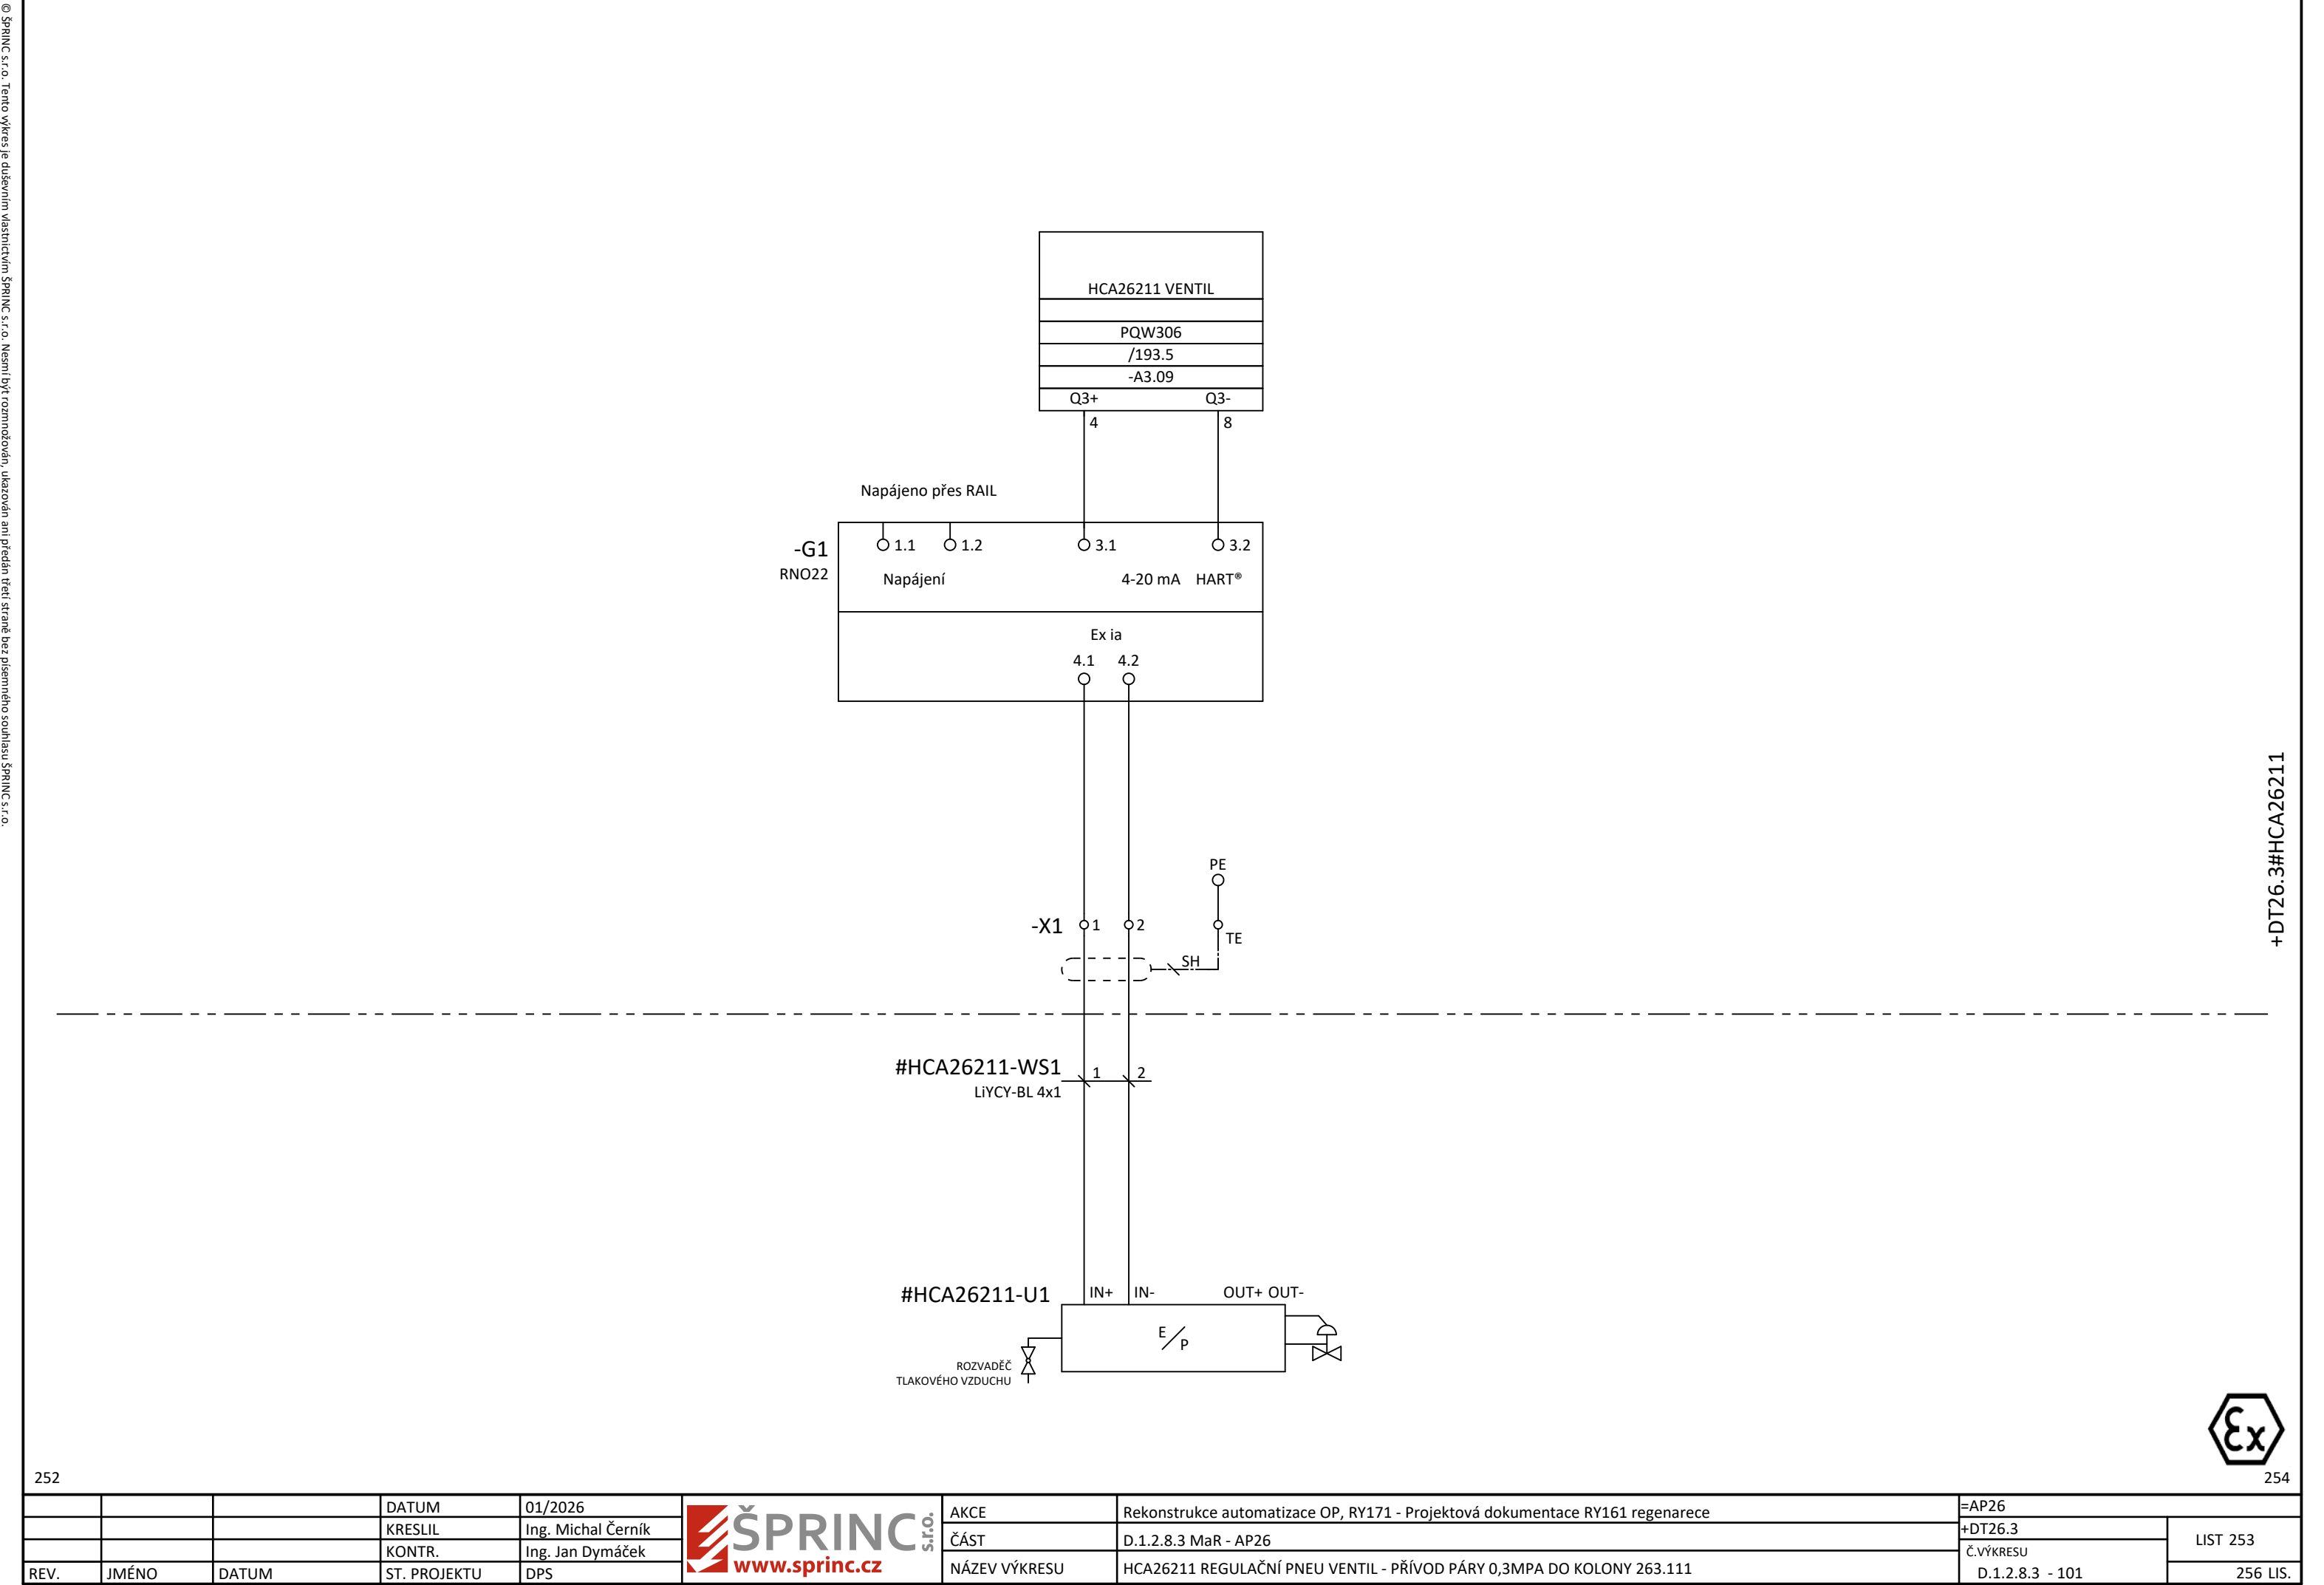 © ŠPRINC s.r.o. Tento výkres je duševním vlastnictvím ŠPRINC s.r.o. Nesmí být rozmnožován, ukazován ani předán třetí straně bez písemného souhlasu ŠPRINC s.r.o.
HCA26211 VENTIL
PQW306
/193.5
-A3.09
Q3+ Q3-
4 8
Napájeno přes RAIL
-G1
RNO22
1.1 1.2 3.1 3.2
Napájení 4-20 mA HART®
Ex ia
4.1 4.2
+DT26.3#HCA26211
PE
-X1 1 2
TE
SH
#HCA26211-WS1 1 2
LiYCY-BL 4x1
#HCA26211-U1 IN+ IN- OUT+ OUT-
E/P
ROZVADĚČ
TLAKOVÉHO VZDUCHU
Ex
252 254
DATUM 01/2026
KRESLIL Ing. Michal Černík
KONTR. Ing. Jan Dymáček
REV. JMÉNO DATUM ST. PROJEKTU DPS
ŠPRINC s.r.o.
www.sprinc.cz
AKCE Rekonstrukce automatizace OP, RY171 - Projektová dokumentace RY161 regenarece
ČÁST D.1.2.8.3 MaR - AP26
NÁZEV VÝKRESU HCA26211 REGULAČNÍ PNEU VENTIL - PŘÍVOD PÁRY 0,3MPA DO KOLONY 263.111
=AP26
+DT26.3
Č.VÝKRESU
D.1.2.8.3 - 101
LIST 253
256 LIS.